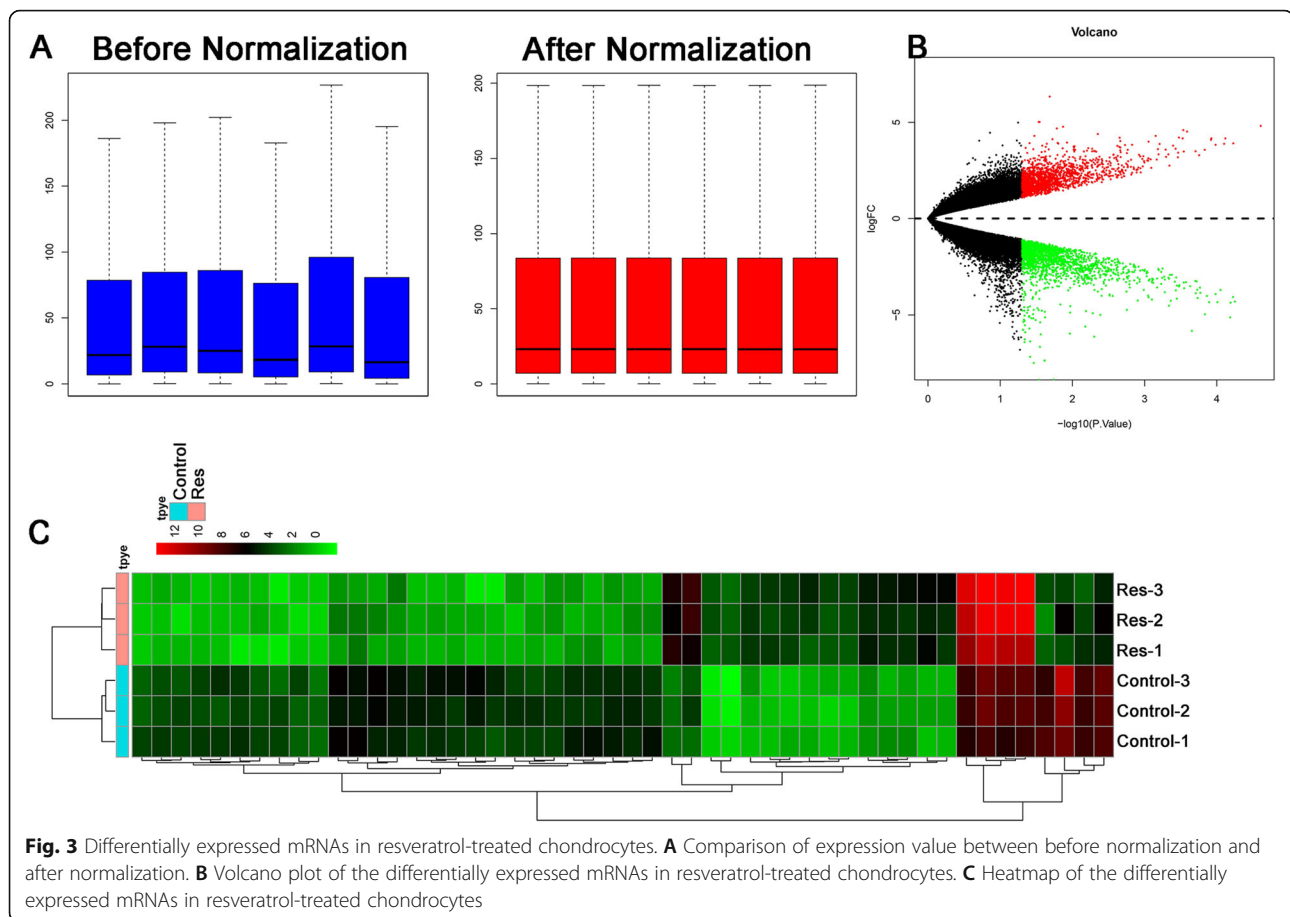 A
Before Normalization
0
50
100
150
200
After Normalization
0
50
100
150
200
B
Volcano
logFC
5
0
−5
0
1
2
3
4
−log10(P.Value)
C
tpye
Control
Res
12
10
8
6
4
2
0
tpye
Res-3
Res-2
Res-1
Control-3
Control-2
Control-1
Fig. 3 Differentially expressed mRNAs in resveratrol-treated chondrocytes. A Comparison of expression value between before normalization and
after normalization. B Volcano plot of the differentially expressed mRNAs in resveratrol-treated chondrocytes. C Heatmap of the differentially
expressed mRNAs in resveratrol-treated chondrocytes